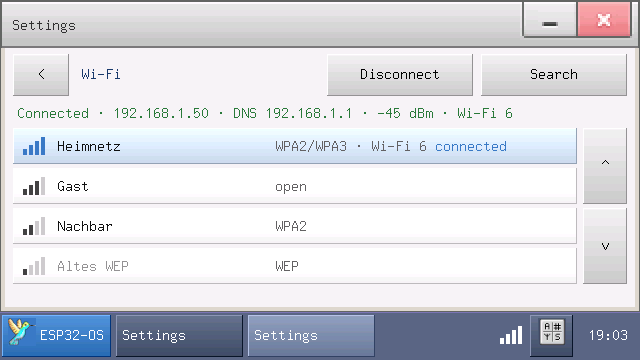 Settings
< Wi-Fi Disconnect Search
Connected · 192.168.1.50 · DNS 192.168.1.1 · -45 dBm · Wi-Fi 6
Heimnetz WPA2/WPA3 · Wi-Fi 6 connected
Gast open
Nachbar WPA2
Altes WEP WEP
ESP32-OS Settings Settings A# TS 19:03